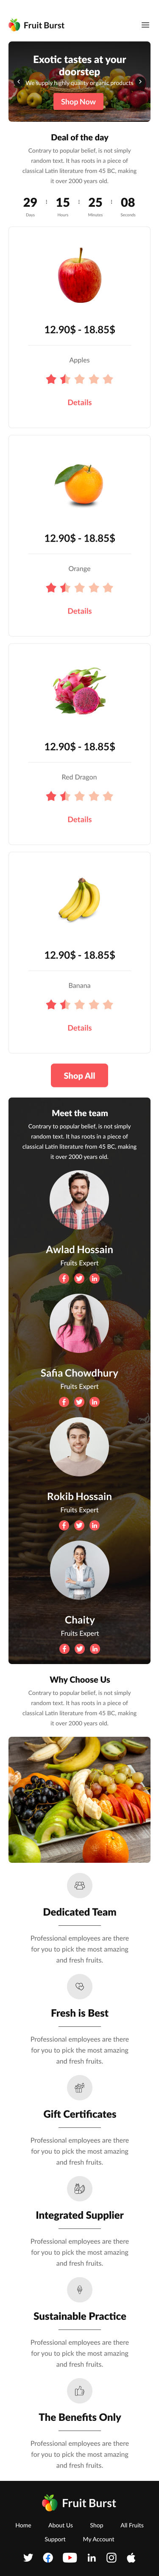 Fruit Burst
Exotic tastes at your
doorstep
We supply highly quality organic products
Shop Now
Deal of the day
Contrary to popular belief, is not simply
random text. It has roots in a piece of
classical Latin literature from 45 BC, making
it over 2000 years old.
29 : 15 : 25 : 08
Days Hours Minutes Seconds
12.90$ - 18.85$
Apples
Details
12.90$ - 18.85$
Orange
Details
12.90$ - 18.85$
Red Dragon
Details
12.90$ - 18.85$
Banana
Details
Shop All
Meet the team
Contrary to popular belief, is not simply
random text. It has roots in a piece of
classical Latin literature from 45 BC, making
it over 2000 years old.
Awlad Hossain
Fruits Expert
Safia Chowdhury
Fruits Expert
Rokib Hossain
Fruits Expert
Chaity
Fruits Expert
Why Choose Us
Contrary to popular belief, is not simply
random text. It has roots in a piece of
classical Latin literature from 45 BC, making
it over 2000 years old.
Dedicated Team
Professional employees are there
for you to pick the most amazing
and fresh fruits.
Fresh is Best
Professional employees are there
for you to pick the most amazing
and fresh fruits.
Gift Certificates
Professional employees are there
for you to pick the most amazing
and fresh fruits.
Integrated Supplier
Professional employees are there
for you to pick the most amazing
and fresh fruits.
Sustainable Practice
Professional employees are there
for you to pick the most amazing
and fresh fruits.
The Benefits Only
Professional employees are there
for you to pick the most amazing
and fresh fruits.
Fruit Burst
Home About Us Shop All Fruits
Support My Account